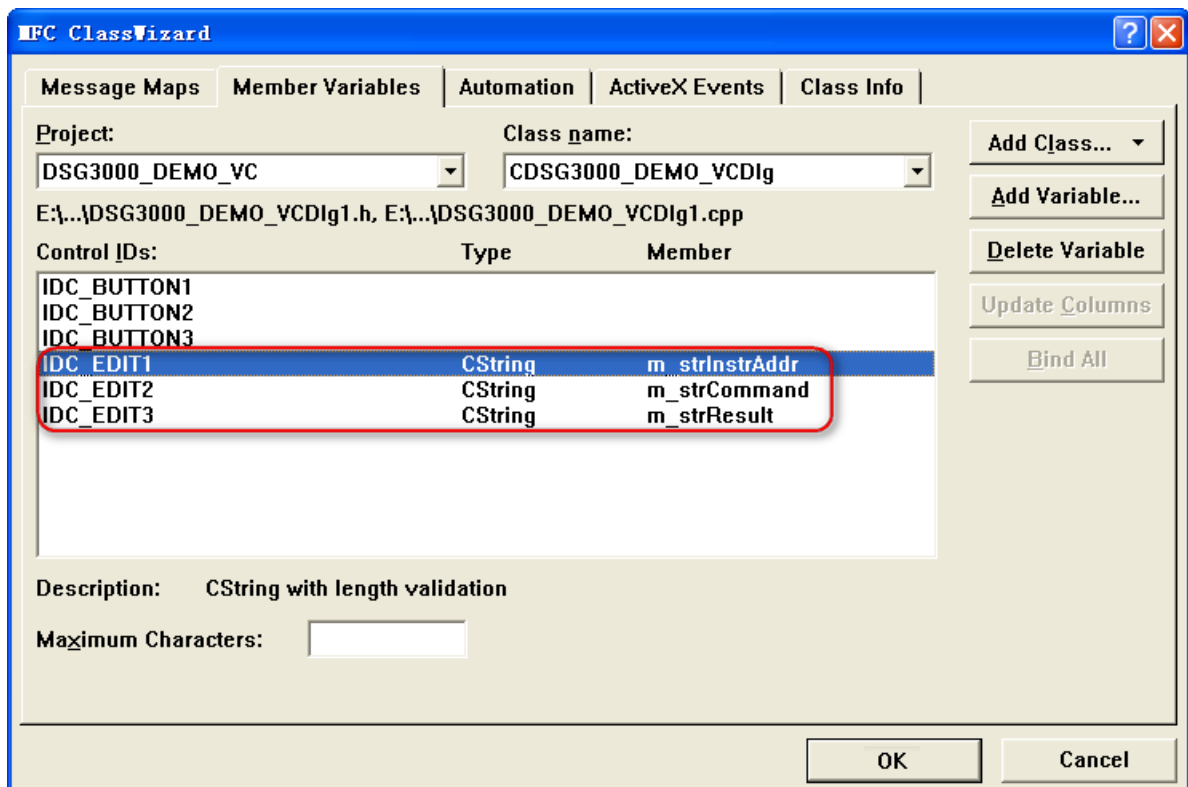 MFC ClassWizard
Message Maps Member Variables Automation ActiveX Events Class Info
Project: Class name:
DSG3000_DEMO_VC CDSG3000_DEMO_VCDlg
Add Class...
Add Variable...
E:\...\DSG3000_DEMO_VCDlg1.h, E:\...\DSG3000_DEMO_VCDlg1.cpp
Control IDs: Type Member
Delete Variable
IDC_BUTTON1
IDC_BUTTON2
Update Columns
IDC_BUTTON3
IDC_EDIT1 CString m_strInstrAddr
Bind All
IDC_EDIT2 CString m_strCommand
IDC_EDIT3 CString m_strResult
Description: CString with length validation
Maximum Characters:
OK Cancel